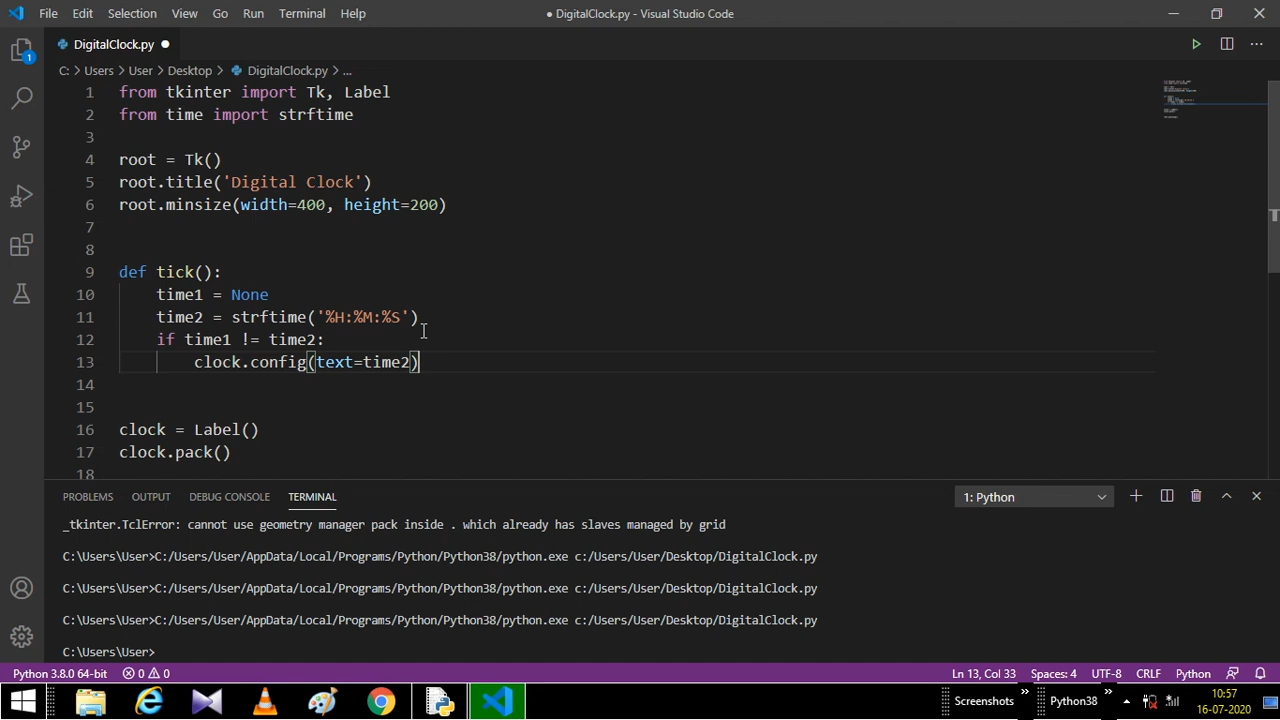 File Edit Selection View Go Run Terminal Help ● DigitalClock.py - Visual Studio Code
DigitalClock.py ●
C: > Users > User > Desktop > DigitalClock.py > ...
1 from tkinter import Tk, Label
2 from time import strftime
3
4 root = Tk()
5 root.title('Digital Clock')
6 root.minsize(width=400, height=200)
7
8
9 def tick():
10 time1 = None
11 time2 = strftime('%H:%M:%S')
12 if time1 != time2:
13 clock.config(text=time2)
14
15
16 clock = Label()
17 clock.pack()
18
1
PROBLEMS OUTPUT DEBUG CONSOLE TERMINAL 1: Python
_tkinter.TclError: cannot use geometry manager pack inside . which already has slaves managed by grid
C:\Users\User>C:/Users/User/AppData/Local/Programs/Python/Python38/python.exe c:/Users/User/Desktop/DigitalClock.py
C:\Users\User>C:/Users/User/AppData/Local/Programs/Python/Python38/python.exe c:/Users/User/Desktop/DigitalClock.py
C:\Users\User>C:/Users/User/AppData/Local/Programs/Python/Python38/python.exe c:/Users/User/Desktop/DigitalClock.py
C:\Users\User>
Python 3.8.0 64-bit 0 0 Ln 13, Col 33 Spaces: 4 UTF-8 CRLF Python
Screenshots » Python38 » 10:57
16-07-2020